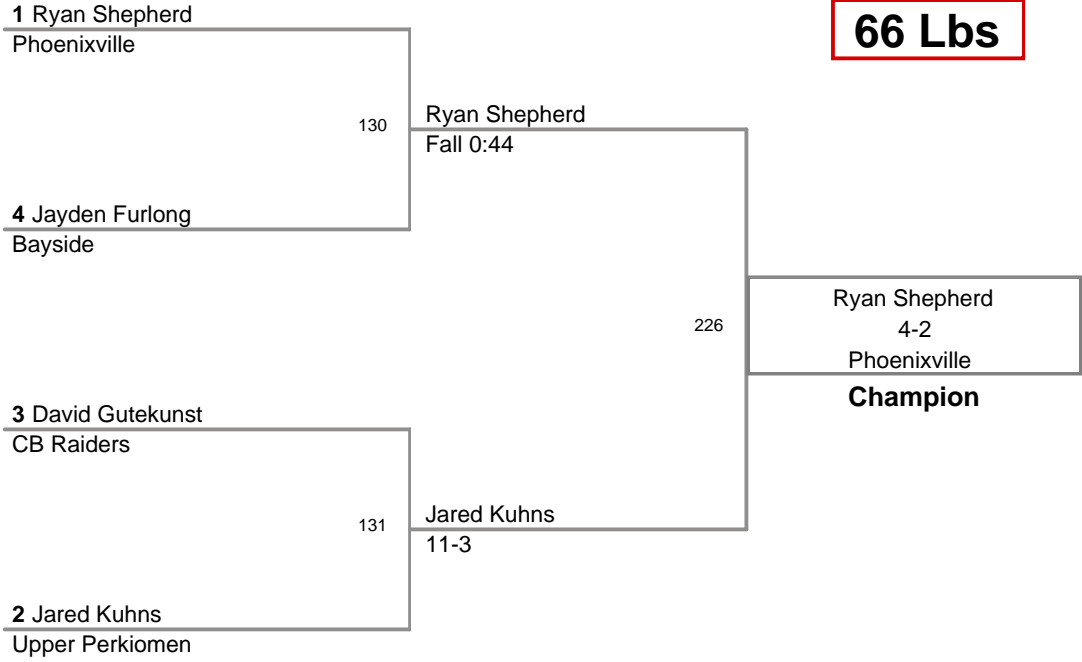 1 Ryan Shepherd
Phoenixville
66 Lbs
130
Ryan Shepherd
Fall 0:44
4 Jayden Furlong
Bayside
226
Ryan Shepherd
4-2
Phoenixville
Champion
3 David Gutekunst
CB Raiders
131
Jared Kuhns
11-3
2 Jared Kuhns
Upper Perkiomen